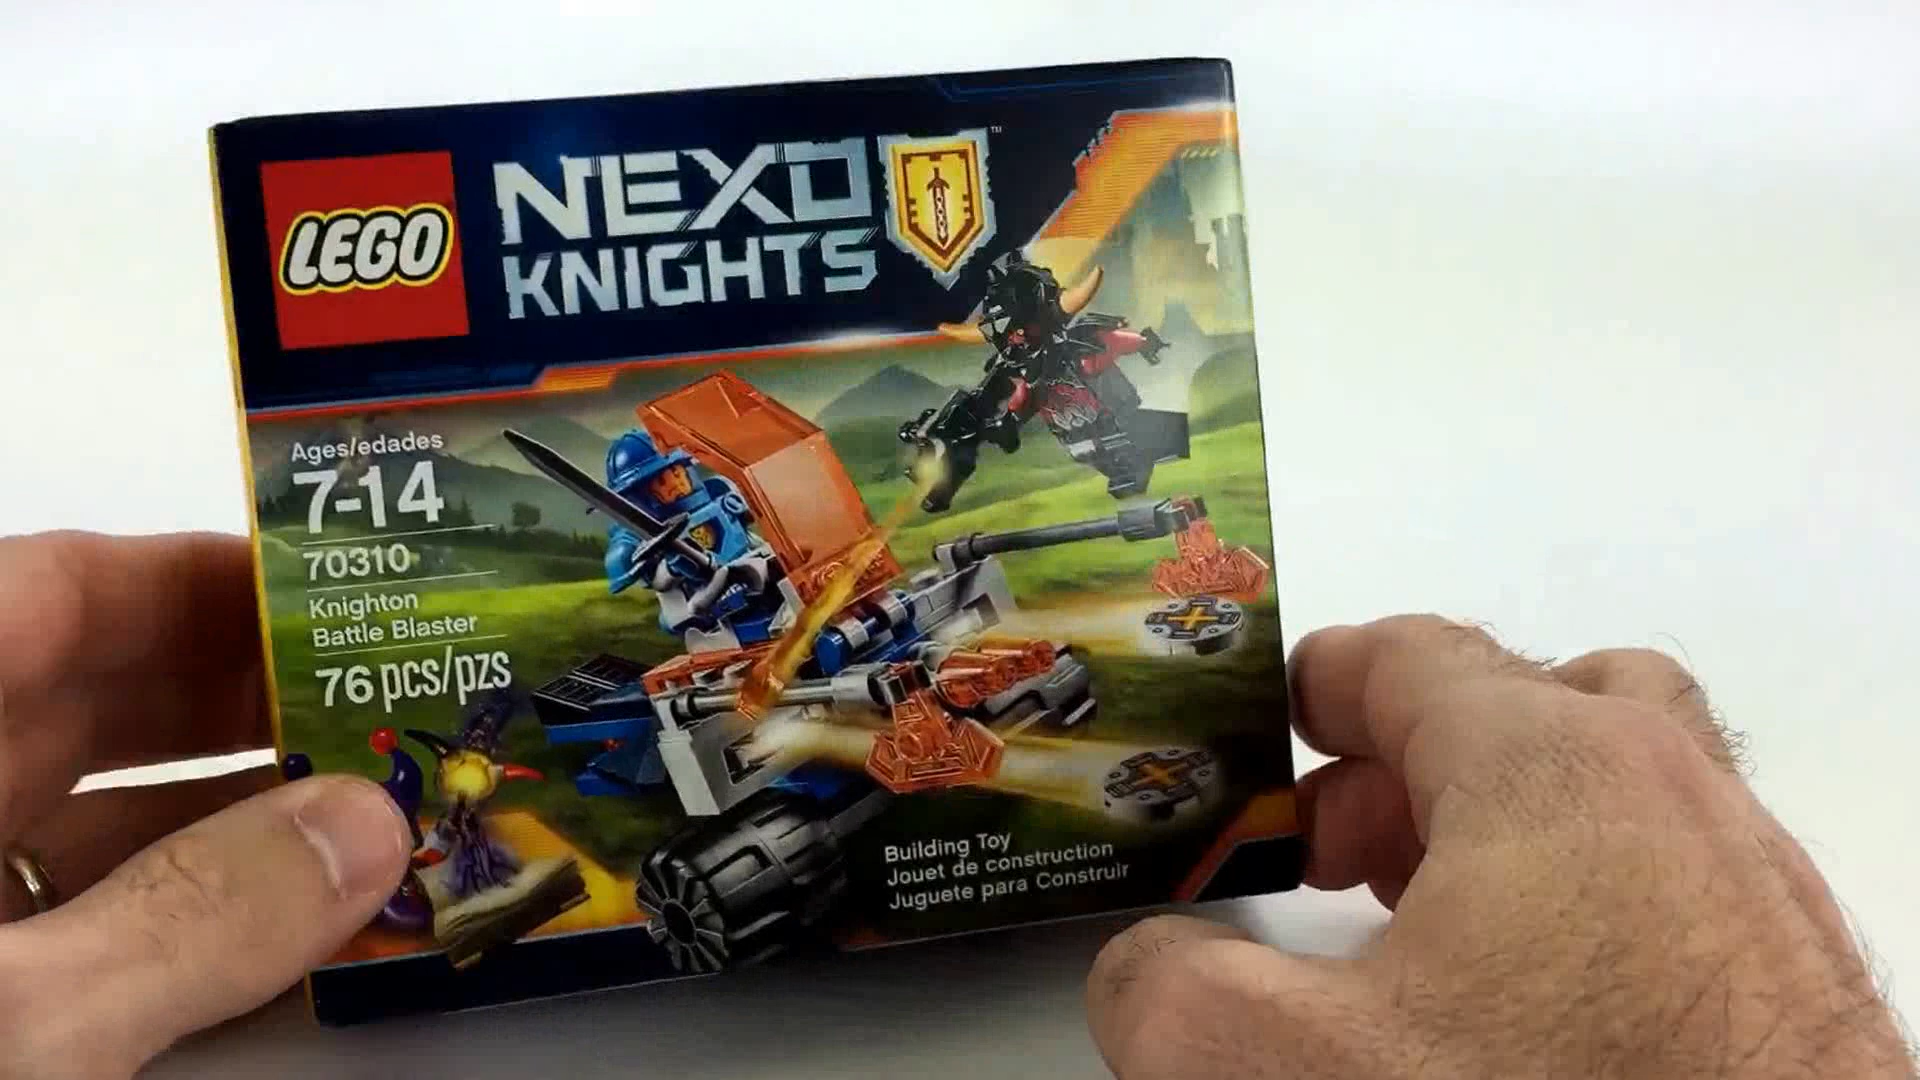 LEGO
NEXO
KNIGHTS
™
Ages/edades
7-14
70310
Knighton
Battle Blaster
76 pcs/pzs
Building Toy
Jouet de construction
Juguete para Construir